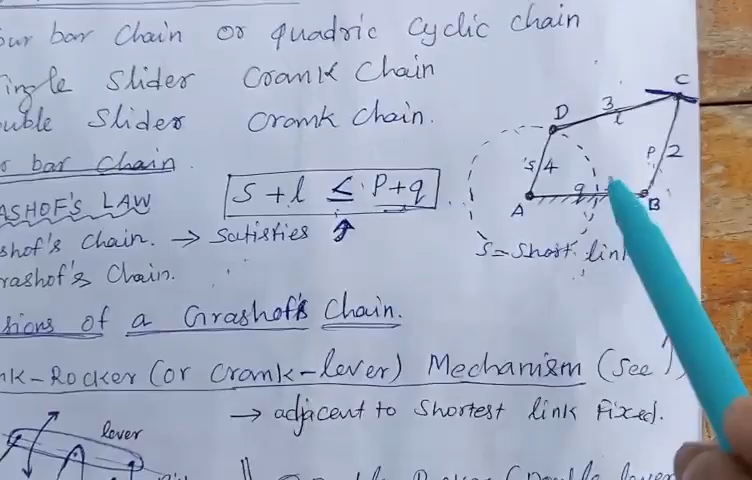 our bar Chain or quadric cyclic chain
ingle Slider Crank Chain
ouble Slider Crank Chain.
r bar Chain.
ASHOF'S LAW
S + l ≤ P+q
shof's Chain. → Satisfies
rashof's Chain.
sions of a Grashof's Chain.
nk-Rocker (or Crank-lever) Mechanism (See
→ adjacent to Shortest link Fixed.
lever
C
D
3
l
S
4
P
2
q
A
B
S = Short link